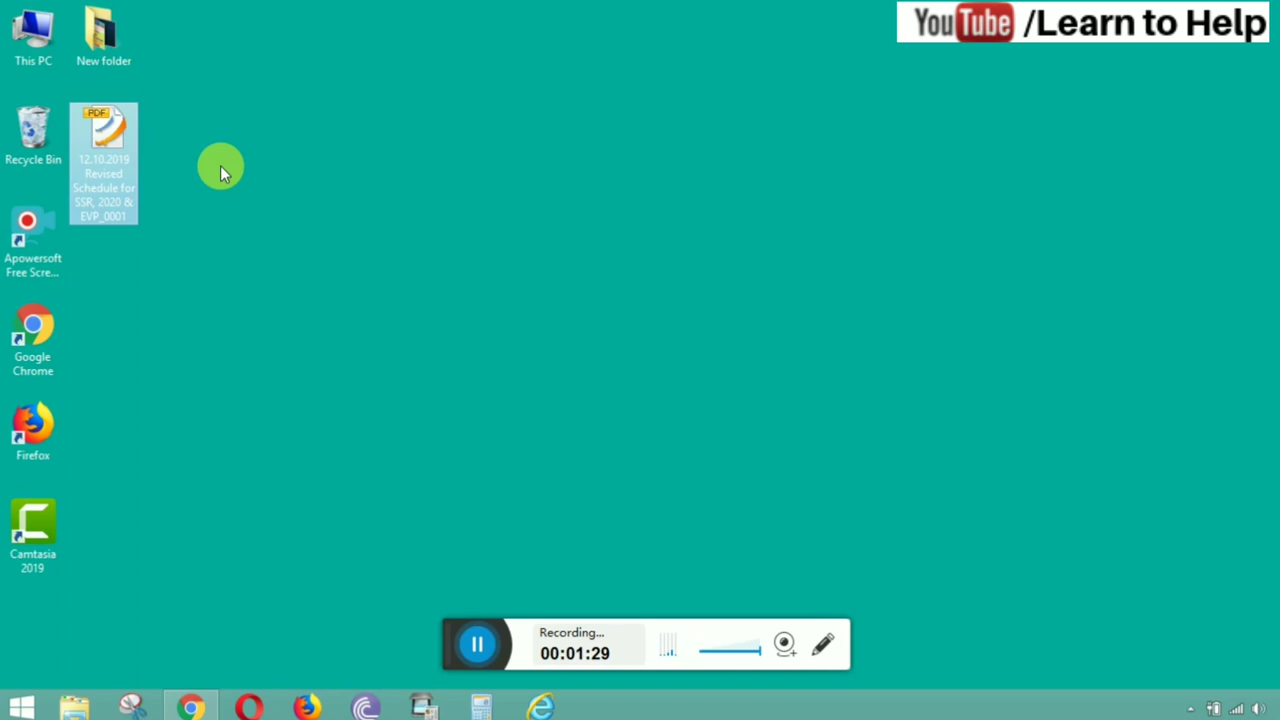 YouTube /Learn to Help
This PC
New folder
Recycle Bin
PDF
12.10.2019
Revised
Schedule for
SSR, 2020 &
EVP_0001
Apowersoft
Free Scre...
Google
Chrome
Firefox
Camtasia
2019
Recording...
00:01:29